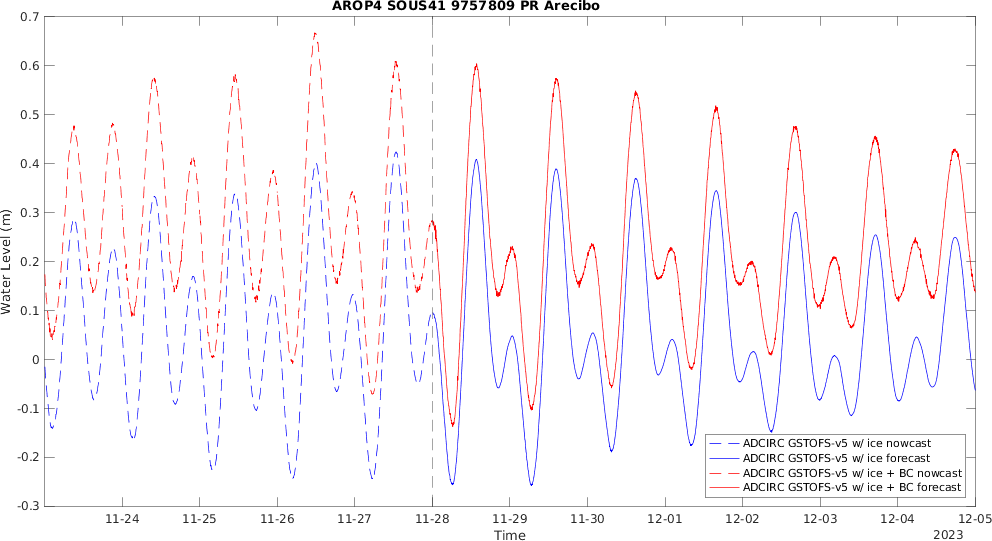 AROP4 SOUS41 9757809 PR Arecibo
0.7
0.6
0.5
0.4
0.3
0.2
0.1
0
-0.1
-0.2
-0.3
Water Level (m)
ADCIRC GSTOFS-v5 w/ ice nowcast
ADCIRC GSTOFS-v5 w/ ice forecast
ADCIRC GSTOFS-v5 w/ ice + BC nowcast
ADCIRC GSTOFS-v5 w/ ice + BC forecast
11-24 11-25 11-26 11-27 11-28 11-29 11-30 12-01 12-02 12-03 12-04 12-05
Time
2023